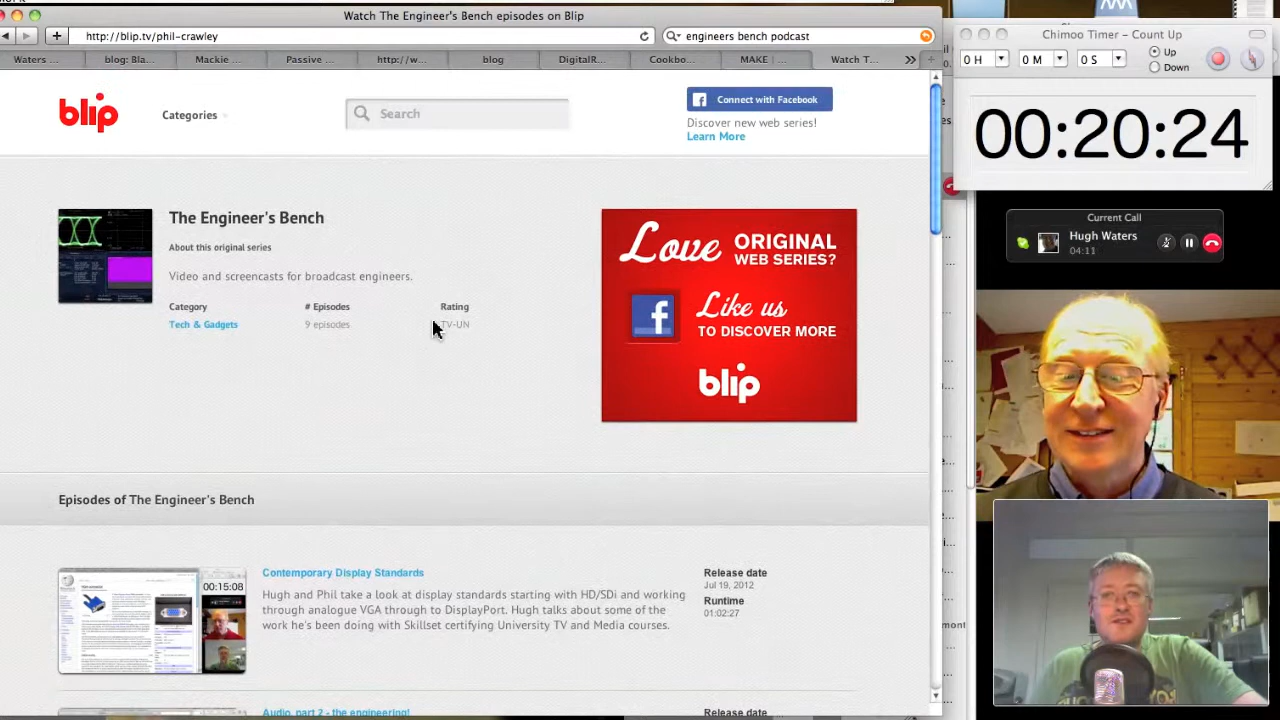 Watch The Engineer's Bench episodes on Blip
http://blip.tv/phil-crawley
engineers bench podcast
Waters ...
blog: Bla...
Mackie ...
Passive ...
http://w...
blog
DigitalR...
Cookbo...
MAKE | ...
Watch T...
blip
Categories
Search
Connect with Facebook
Discover new web series!
Learn More
The Engineer's Bench
About this original series
Video and screencasts for broadcast engineers.
Category
# Episodes
Rating
Tech & Gadgets
9 episodes
TV-UN
Love ORIGINAL
WEB SERIES?
Like us
TO DISCOVER MORE
blip
Episodes of The Engineer's Bench
00:15:08
Contemporary Display Standards
Hugh and Phil take a look at display standards starting with
through analogue VGA through to DisplayPort. Hugh talks about some of the
work has been doing with Skillset certifying University TV and Media courses.
Release date
Jul 19, 2012
Runtime
01:02:27
Audio, part 2 - the engineering!
Release date
Chimoo Timer – Count Up
0 H
0 M
0 S
Up
Down
00:20:24
Current Call
Hugh Waters
04:11